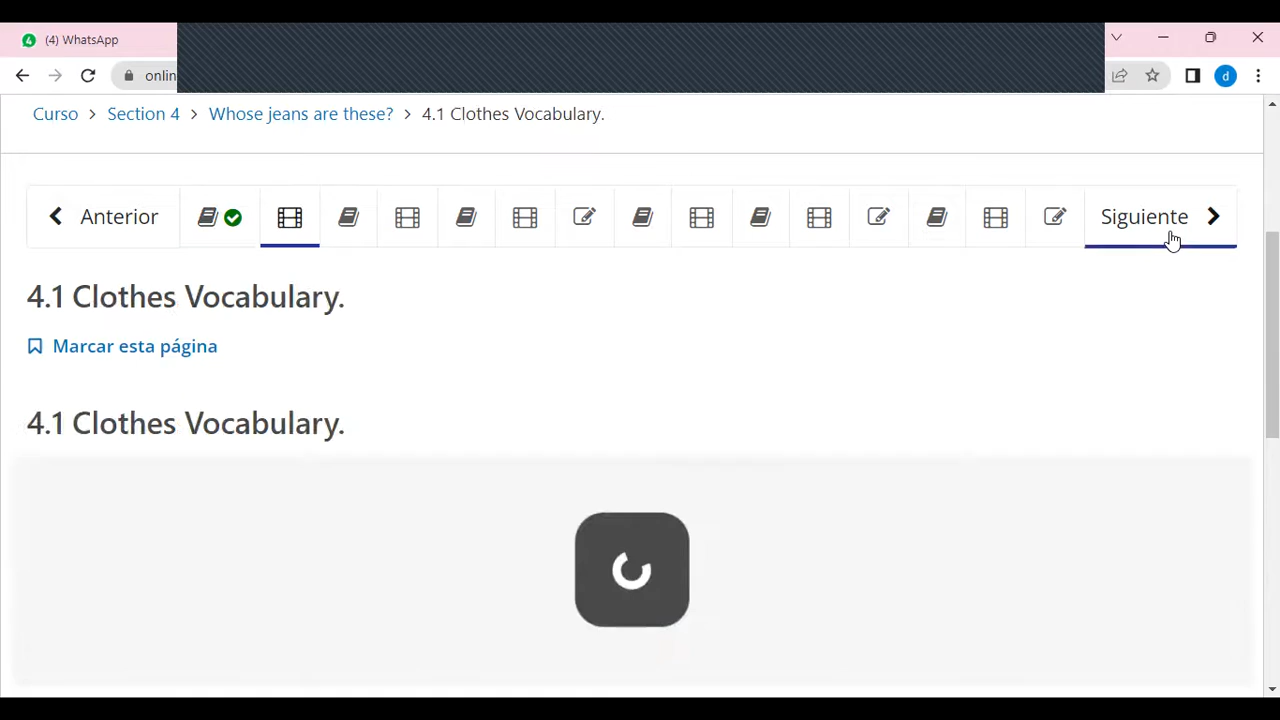 (4) WhatsApp
onlin
d
Curso > Section 4 > Whose jeans are these? > 4.1 Clothes Vocabulary.
Anterior
Siguiente
4.1 Clothes Vocabulary.
Marcar esta página
4.1 Clothes Vocabulary.